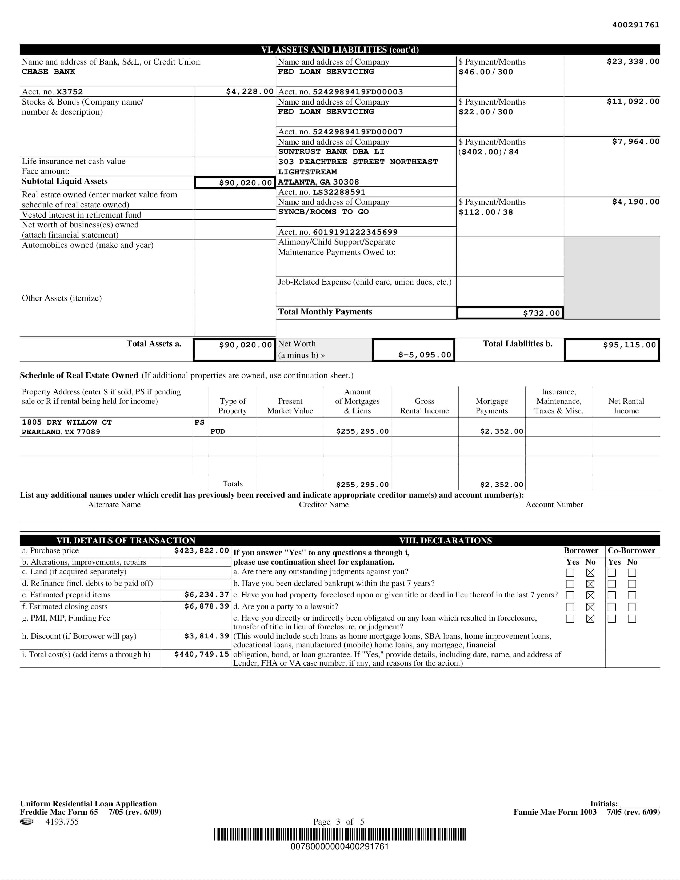 400291761
VI. ASSETS AND LIABILITIES (cont'd)
Name and address of Bank, S&L, or Credit Union
CHASE BANK
Name and address of Company
FED LOAN SERVICING
$ Payment/Months
$46.00/300
$23,338.00
Acct. no. X3752
$4,228.00
Acct. no. 5242989419FD00003
Stocks & Bonds (Company name/
number & description)
Name and address of Company
FED LOAN SERVICING
$ Payment/Months
$22.00/300
$11,092.00
Acct. no. 5242989419FD00007
Name and address of Company
SUNTRUST BANK DBA LI
303 PEACHTREE STREET NORTHEAST
LIGHTSTREAM
ATLANTA, GA 30308
$ Payment/Months
($402.00)/84
$7,964.00
Life insurance net cash value
Face amount:
Subtotal Liquid Assets
$90,020.00
Acct. no. LS32288591
Real estate owned (enter market value from
schedule of real estate owned)
Name and address of Company
SYNCB/ROOMS TO GO
$ Payment/Months
$112.00/38
$4,190.00
Vested interest in retirement fund
Net worth of business(es) owned
(attach financial statement)
Acct. no. 6019191222345699
Automobiles owned (make and year)
Alimony/Child Support/Separate
Maintenance Payments Owed to:
Job-Related Expense (child care, union dues, etc.)
Other Assets (itemize)
Total Monthly Payments
$732.00
Total Assets a.
$90,020.00
Net Worth
(a minus b) »
$-5,095.00
Total Liabilities b.
$95,115.00
Schedule of Real Estate Owned (If additional properties are owned, use continuation sheet.)
Property Address (enter S if sold, PS if pending
sale or R if rental being held for income)
Type of
Property
Present
Market Value
Amount
of Mortgages
& Liens
Gross
Rental Income
Mortgage
Payments
Insurance,
Maintenance,
Taxes & Misc.
Net Rental
Income
1805 DRY WILLOW CT PS
PEARLAND, TX 77089 PUD $255,295.00 $2,352.00
Totals $255,295.00 $2,352.00
List any additional names under which credit has previously been received and indicate appropriate creditor name(s) and account number(s):
Alternate Name Creditor Name Account Number
VII. DETAILS OF TRANSACTION
a. Purchase price $423,822.00
b. Alterations, improvements, repairs
c. Land (if acquired separately)
d. Refinance (incl. debts to be paid off)
e. Estimated prepaid items $6,234.37
f. Estimated closing costs $6,878.39
g. PMI, MIP, Funding Fee
h. Discount (if Borrower will pay) $3,814.39
i. Total cost(s) (add items a through h) $440,749.15
VIII. DECLARATIONS
If you answer "Yes" to any questions a through i,
please use continuation sheet for explanation.
Borrower Co-Borrower
Yes No Yes No
a. Are there any outstanding judgments against you?
b. Have you been declared bankrupt within the past 7 years?
c. Have you had property foreclosed upon or given title or deed in lieu thereof in the last 7 years?
d. Are you a party to a lawsuit?
e. Have you directly or indirectly been obligated on any loan which resulted in foreclosure,
transfer of title in lieu of foreclosure, or judgment?
(This would include such loans as home mortgage loans, SBA loans, home improvement loans,
educational loans, manufactured (mobile) home loans, any mortgage, financial
obligation, bond, or loan guarantee. If "Yes," provide details, including date, name, and address of
Lender, FHA or VA case number, if any, and reasons for the action.)
Uniform Residential Loan Application
Freddie Mac Form 65 7/05 (rev. 6/09)
4193.755
Page 3 of 5
Initials:
Fannie Mae Form 1003 7/05 (rev. 6/09)
00780000000400291761